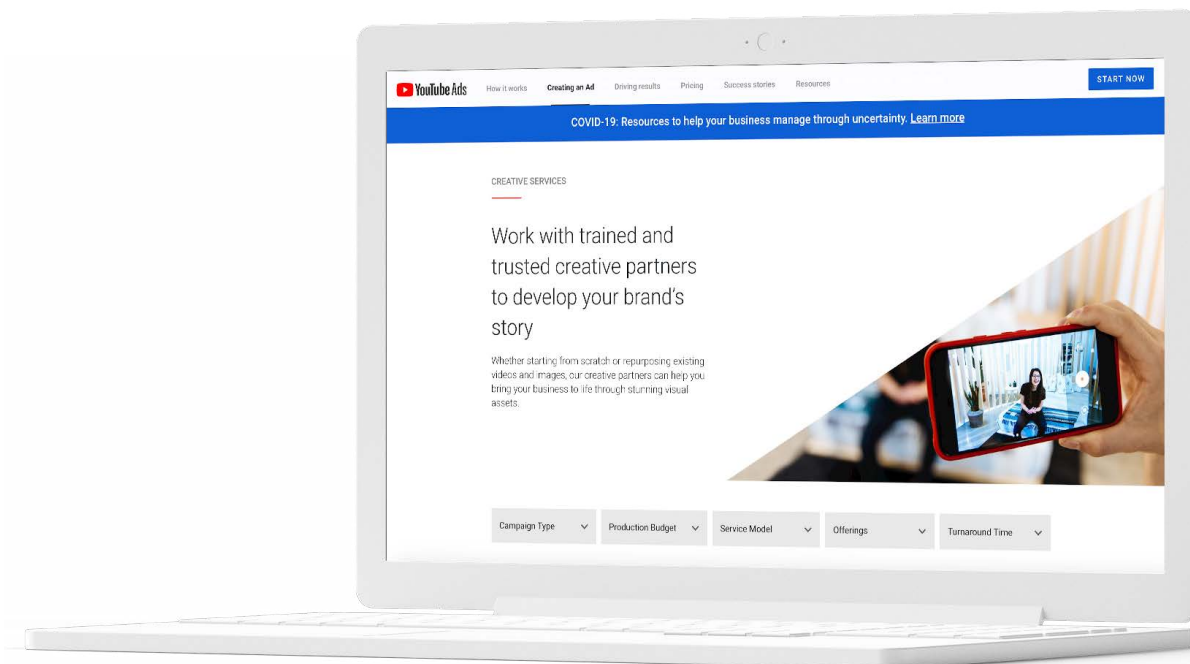 YouTube Ads
How it works
Creating an Ad
Driving results
Pricing
Success stories
Resources
START NOW
COVID-19: Resources to help your business manage through uncertainty. Learn more
CREATIVE SERVICES
Work with trained and
trusted creative partners
to develop your brand's
story
Whether starting from scratch or repurposing existing
videos and images, our creative partners can help you
bring your business to life through stunning visual
assets.
Campaign Type
Production Budget
Service Model
Offerings
Turnaround Time